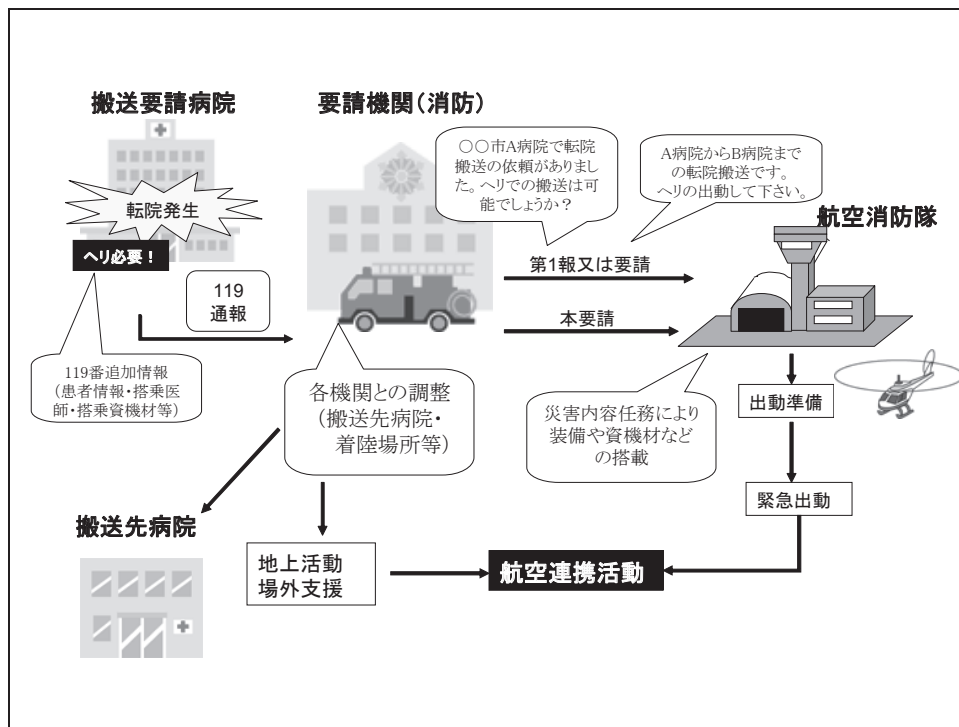 搬送要請病院
要請機関(消防)
〇〇市A病院で転院
搬送の依頼がありまし
た。ヘリでの搬送は可
能でしょうか？
A病院からB病院まで
の転院搬送です。
ヘリの出動して下さい。
転院発生
ヘリ必要！
航空消防隊
119
通報
第1報又は要請
本要請
119番追加情報
(患者情報・搭乗医
師・搭乗資機材等)
各機関との調整
(搬送先病院・
着陸場所等)
災害内容任務により
装備や資機材など
の搭載
出動準備
緊急出動
搬送先病院
地上活動
場外支援
航空連携活動